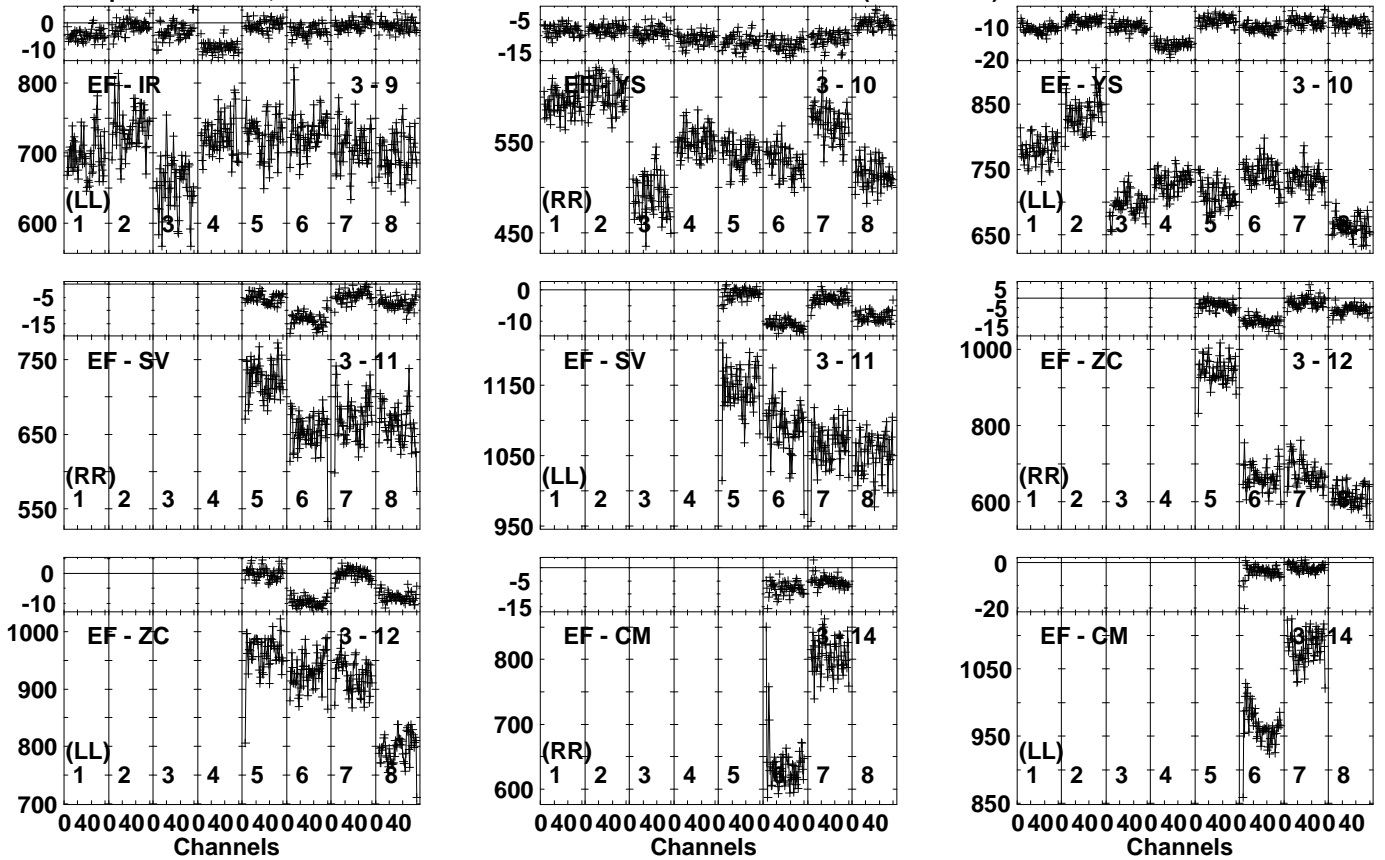 0
-10
800
700
600
EF - IR 3 - 9
(LL)
1 2 3 4 5 6 7 8
-5
-15
550
450
EF - YS 3 - 10
(RR)
1 2 3 4 5 6 7 8
-10
-20
850
750
650
EF - YS 3 - 10
(LL)
1 2 3 4 5 6 7 8
-5
-15
750
650
550
EF - SV 3 - 11
(RR)
1 2 3 4 5 6 7 8
0
-10
1150
1050
950
EF - SV 3 - 11
(LL)
1 2 3 4 5 6 7 8
5
-5
-15
1000
800
600
EF - ZC 3 - 12
(RR)
1 2 3 4 5 6 7 8
0
-10
1000
900
800
700
EF - ZC 3 - 12
(LL)
1 2 3 4 5 6 7 8
0 40 0 40 0 40 0 40 0 40 0 40 0 40 0 40
Channels
-5
-15
800
700
600
EF - CM 3 - 14
(RR)
1 2 3 4 5 6 7 8
0 40 0 40 0 40 0 40 0 40 0 40 0 40 0 40
Channels
0
-20
1050
950
850
EF - CM 3 - 14
(LL)
1 2 3 4 5 6 7 8
0 40 0 40 0 40 0 40 0 40 0 40 0 40 0 40
Channels